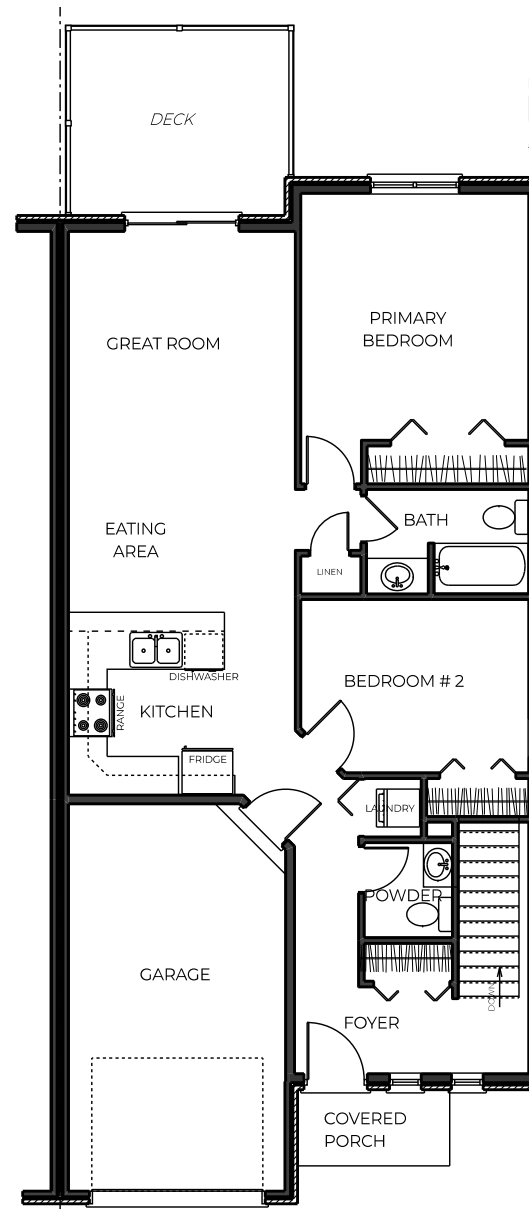 DECK
PRIMARY
BEDROOM
GREAT ROOM
BATH
EATING
AREA
LINEN
DISHWASHER
BEDROOM # 2
RANGE
KITCHEN
FRIDGE
LAUNDRY
POWDER
GARAGE
DOWN
FOYER
COVERED
PORCH